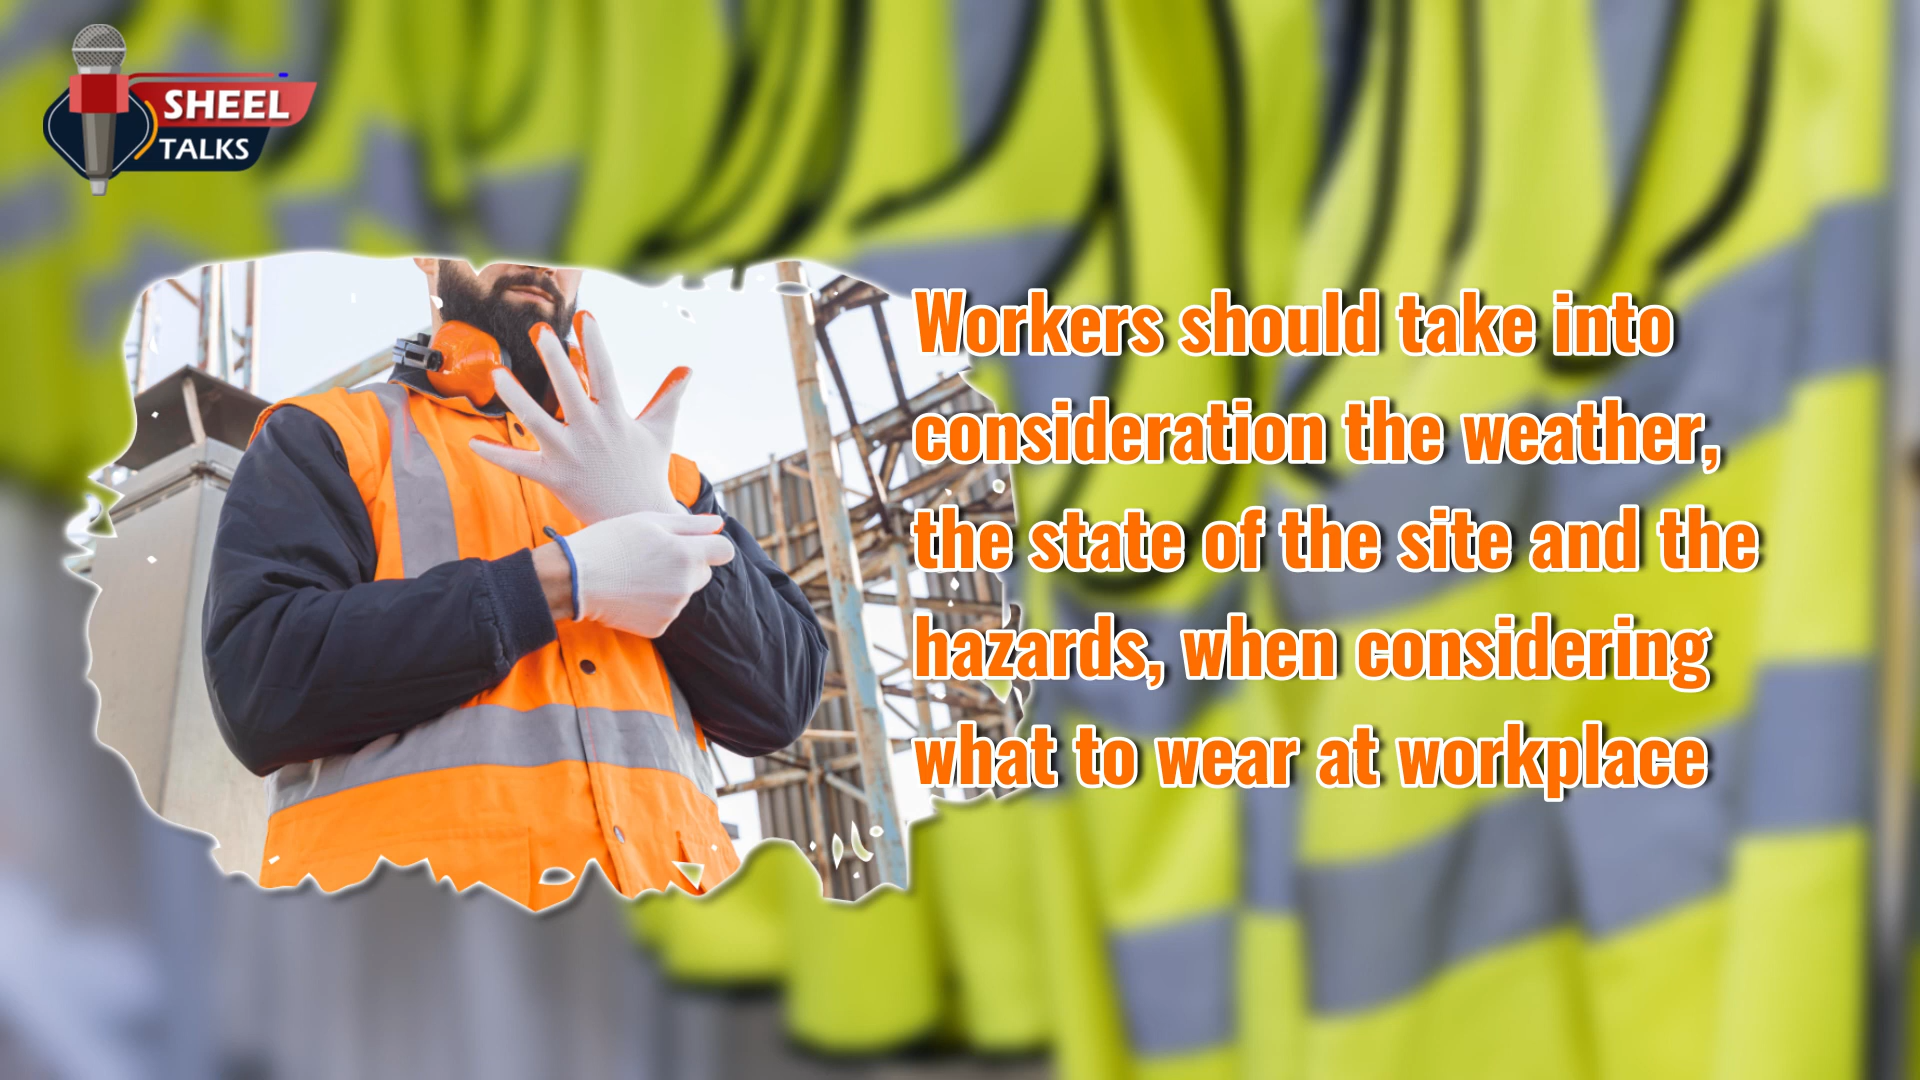 SHEEL
TALKS
Workers should take into
consideration the weather,
the state of the site and the
hazards, when considering
what to wear at workplace